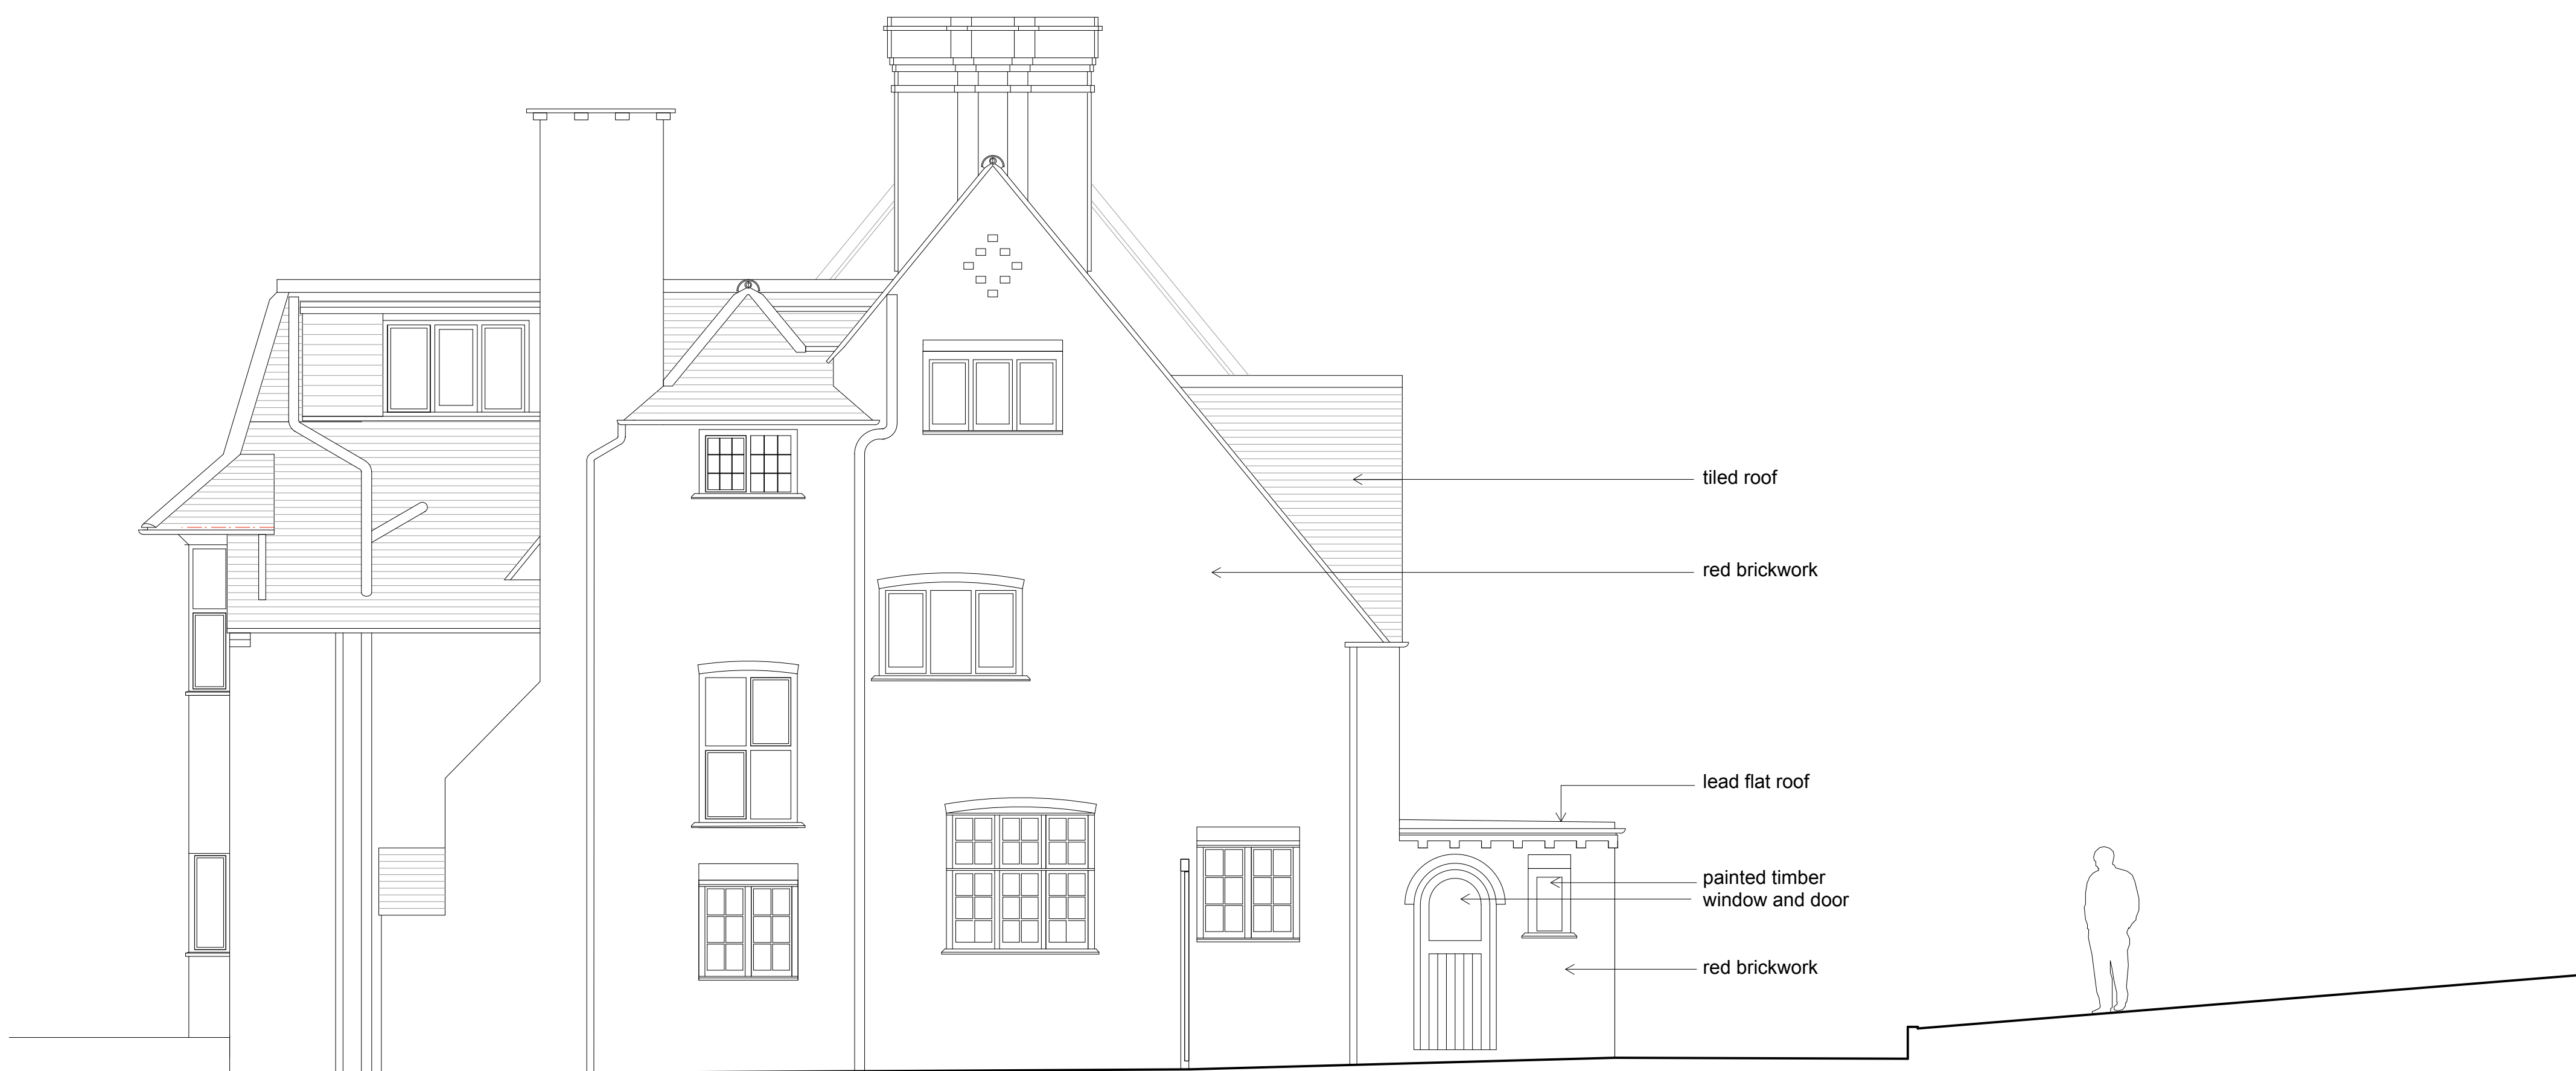 tiled roof
red brickwork
lead flat roof
painted timber
window and door
red brickwork